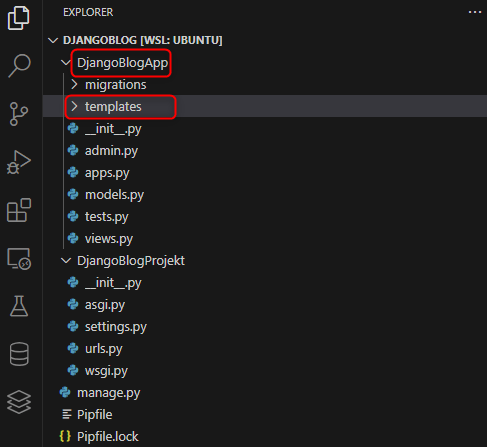 EXPLORER
DJANGOBLOG [WSL: UBUNTU]
DjangoBlogApp
migrations
templates
__init__.py
admin.py
apps.py
models.py
tests.py
views.py
DjangoBlogProjekt
__init__.py
asgi.py
settings.py
urls.py
wsgi.py
manage.py
Pipfile
{} Pipfile.lock